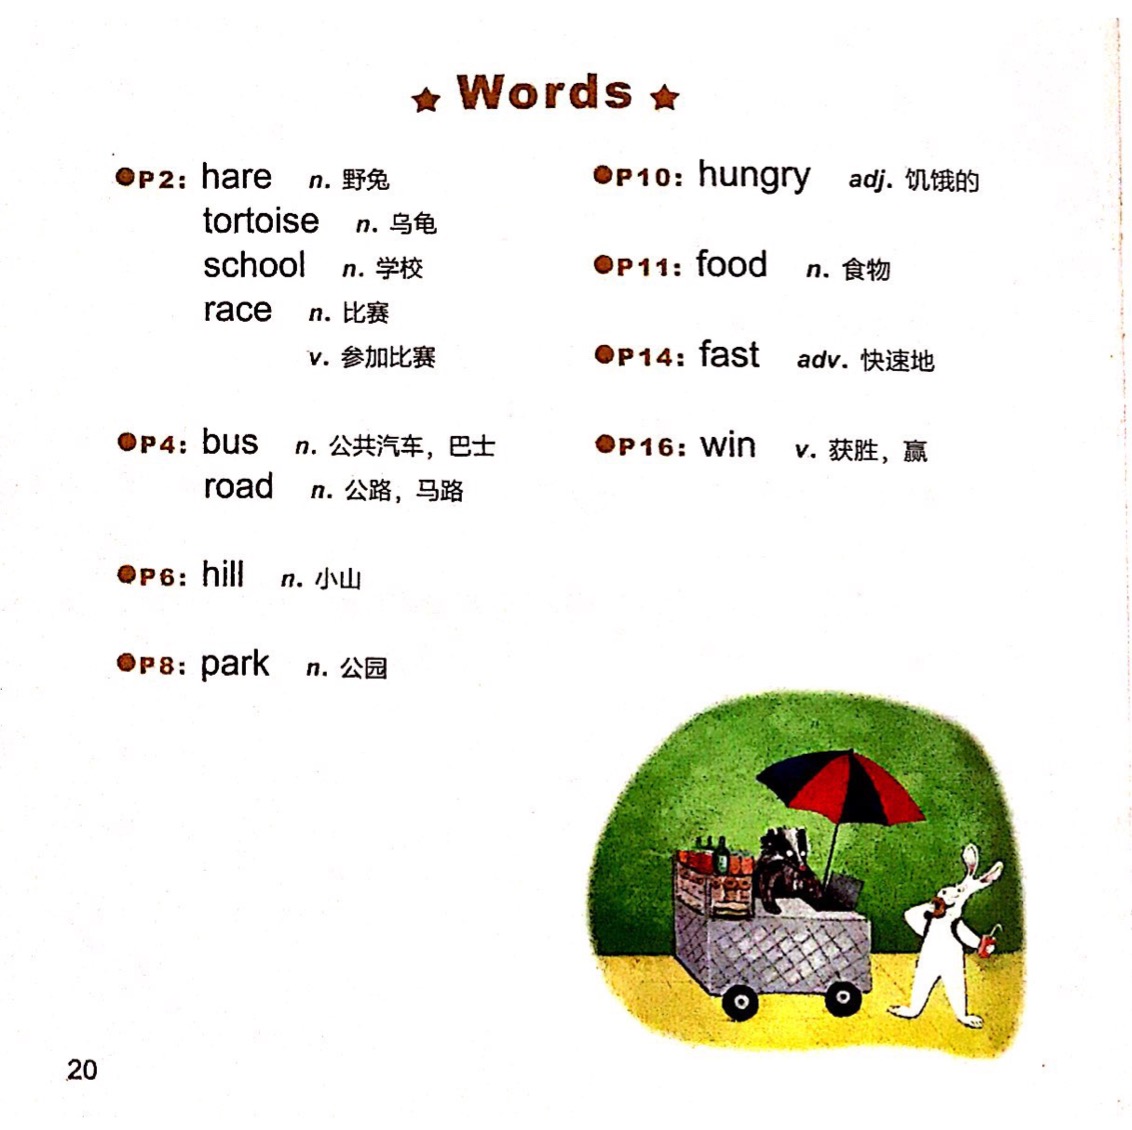 ★ Words ★
●P2: hare n. 野兔
tortoise n. 乌龟
school n. 学校
race n. 比赛
v. 参加比赛
●P4: bus n. 公共汽车，巴士
road n. 公路，马路
●P6: hill n. 小山
●P8: park n. 公园
●P10: hungry adj. 饥饿的
●P11: food n. 食物
●P14: fast adv. 快速地
●P16: win v. 获胜，赢
20